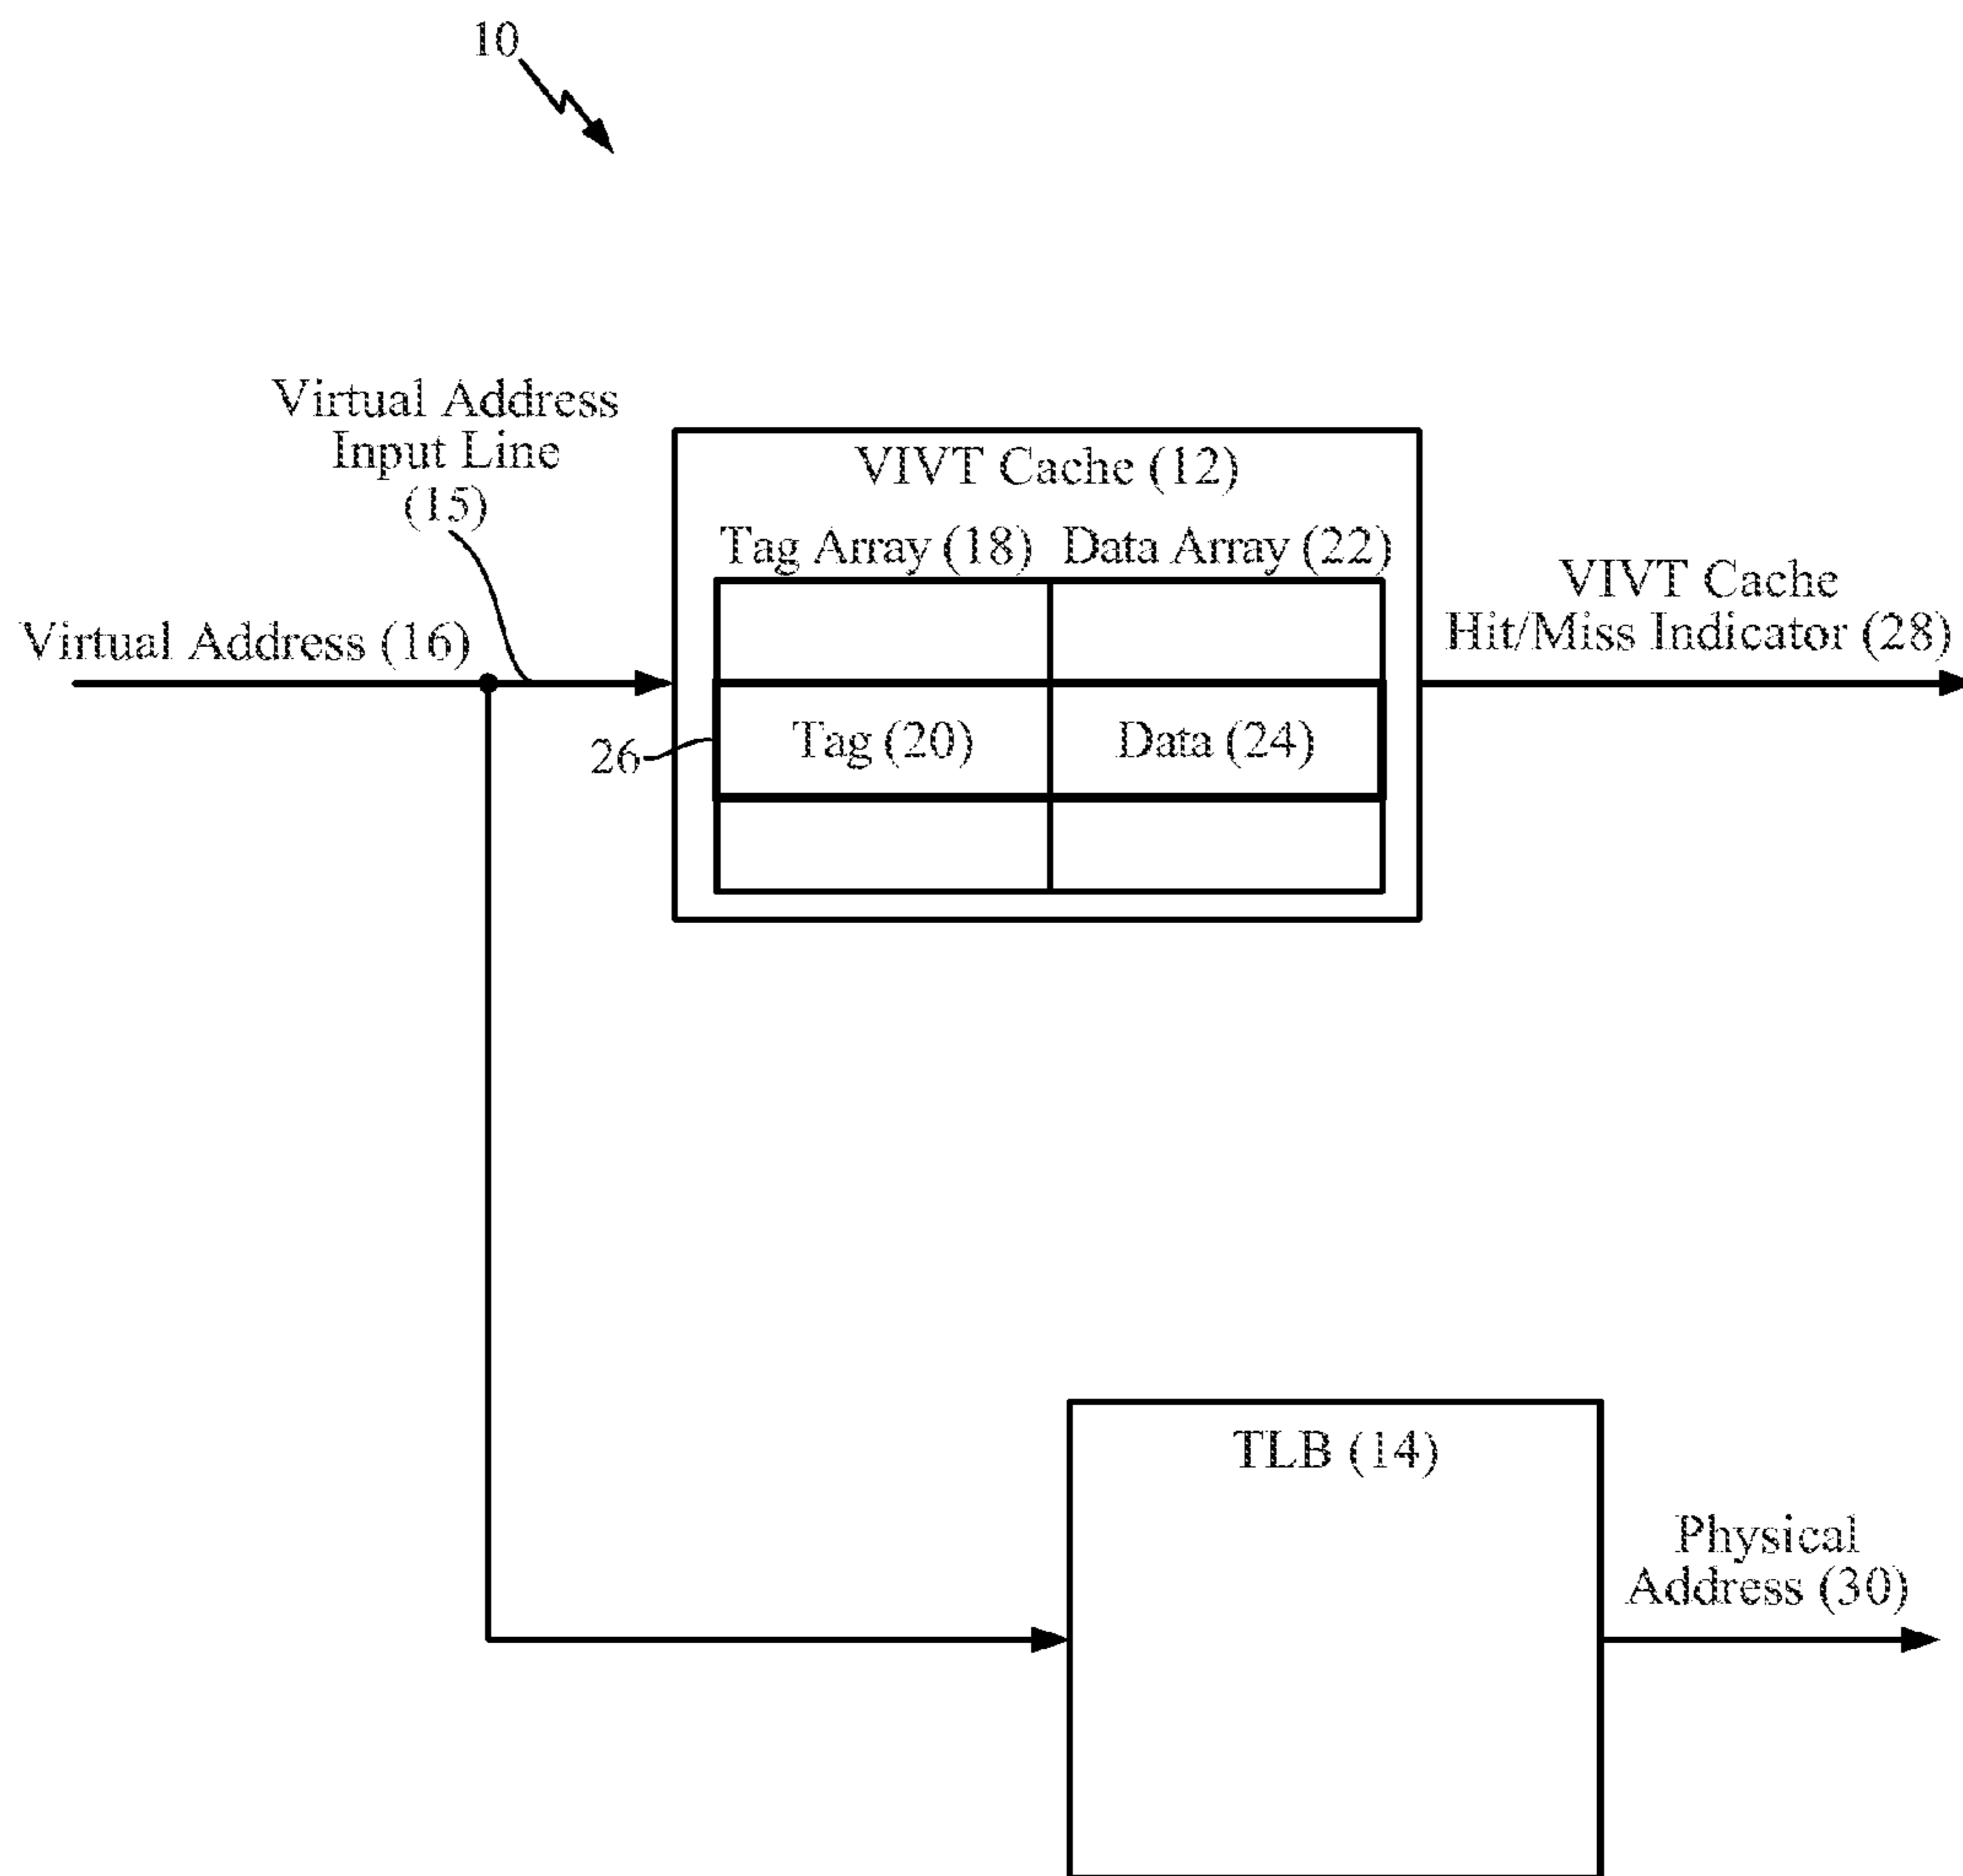 10
Virtual Address
Input Line
(15)
VIVT Cache (12)
Tag Array (18) Data Array (22)
VIVT Cache
Hit/Miss Indicator (28)
Virtual Address (16)
26
Tag (20) Data (24)
TLB (14)
Physical
Address (30)